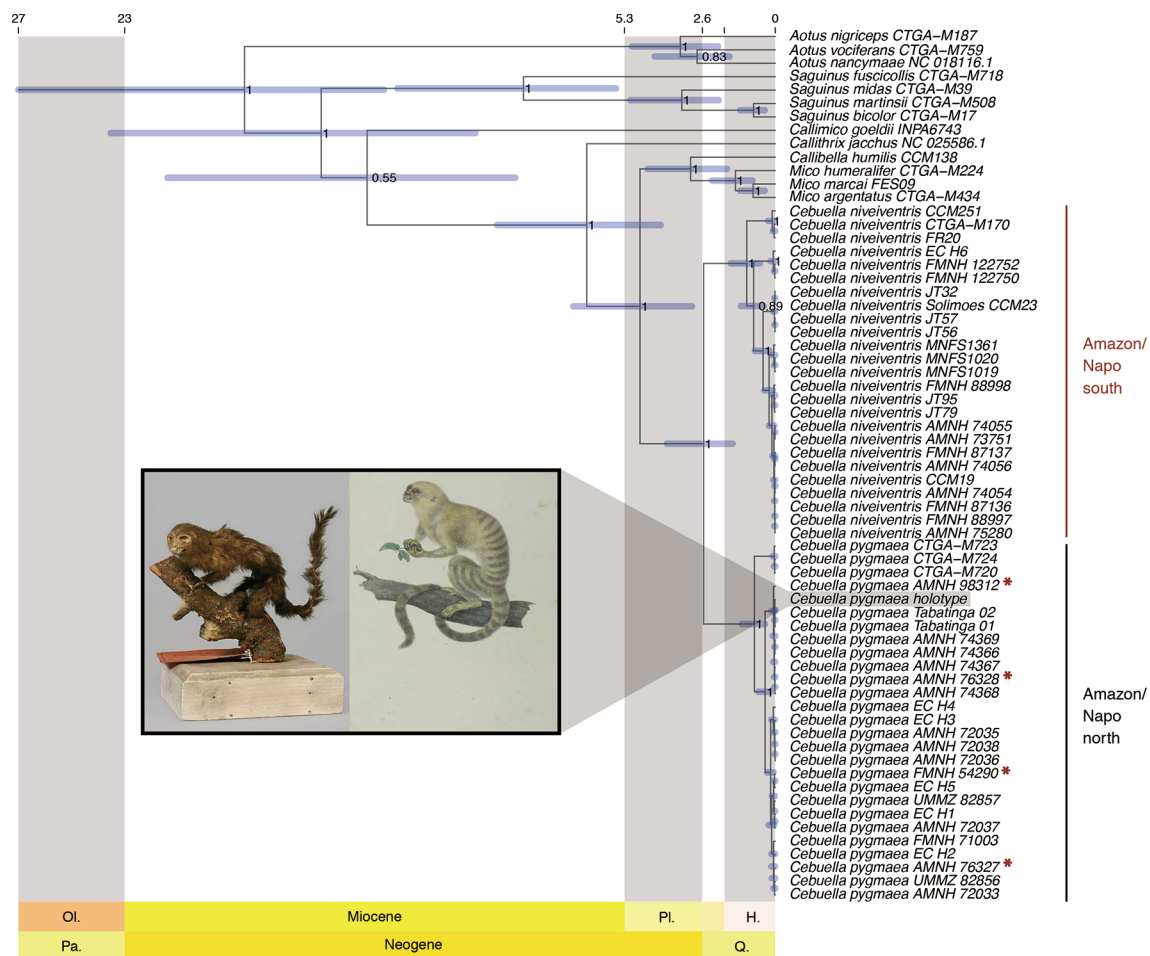 27 23 5.3 2.6 0
Aotus nigriceps CTGA–M187
1
Aotus vociferans CTGA–M759
0.83
Aotus nancymaae NC 018116.1
Saguinus fuscicollis CTGA–M718
1 1
Saguinus midas CTGA–M39
1
Saguinus martinsii CTGA–M508
1
Saguinus bicolor CTGA–M17
Callimico goeldii INPA6743
1
Callithrix jacchus NC 025586.1
Callibella humilis CCM138
1
Mico humeralifer CTGA–M224
0.55
1
Mico marcai FES09
1
Mico argentatus CTGA–M434
Cebuella niveiventris CCM251
1
Cebuella niveiventris CTGA–M170
1
Cebuella niveiventris FR20
Cebuella niveiventris EC H6
1
1
Cebuella niveiventris FMNH 122752
Cebuella niveiventris FMNH 122750
Cebuella niveiventris JT32
1
0.89
Cebuella niveiventris Solimoes CCM23
Cebuella niveiventris JT57
Cebuella niveiventris JT56
Cebuella niveiventris MNFS1361
1
Cebuella niveiventris MNFS1020
Cebuella niveiventris MNFS1019
Cebuella niveiventris FMNH 88998
Cebuella niveiventris JT95
Cebuella niveiventris JT79
Cebuella niveiventris AMNH 74055
Cebuella niveiventris AMNH 73751
1
Cebuella niveiventris FMNH 87137
Cebuella niveiventris AMNH 74056
Cebuella niveiventris CCM19
Cebuella niveiventris AMNH 74054
Cebuella niveiventris FMNH 87136
Cebuella niveiventris FMNH 88997
Cebuella niveiventris AMNH 75280
Amazon/
Napo
south
Cebuella pygmaea CTGA–M723
Cebuella pygmaea CTGA–M724
Cebuella pygmaea CTGA–M720
Cebuella pygmaea AMNH 98312 *
Cebuella pygmaea holotype
Cebuella pygmaea Tabatinga 02
1
Cebuella pygmaea Tabatinga 01
Cebuella pygmaea AMNH 74369
Cebuella pygmaea AMNH 74366
Cebuella pygmaea AMNH 74367
Cebuella pygmaea AMNH 76328 *
1
Cebuella pygmaea AMNH 74368
Cebuella pygmaea EC H4
Cebuella pygmaea EC H3
Cebuella pygmaea AMNH 72035
Cebuella pygmaea AMNH 72038
Cebuella pygmaea AMNH 72036
Cebuella pygmaea FMNH 54290 *
Cebuella pygmaea EC H5
Cebuella pygmaea UMMZ 82857
Cebuella pygmaea EC H1
Cebuella pygmaea AMNH 72037
Cebuella pygmaea FMNH 71003
Cebuella pygmaea EC H2
Cebuella pygmaea AMNH 76327 *
Cebuella pygmaea UMMZ 82856
Cebuella pygmaea AMNH 72033
Amazon/
Napo
north
Ol. Miocene Pl. H.
Pa. Neogene Q.